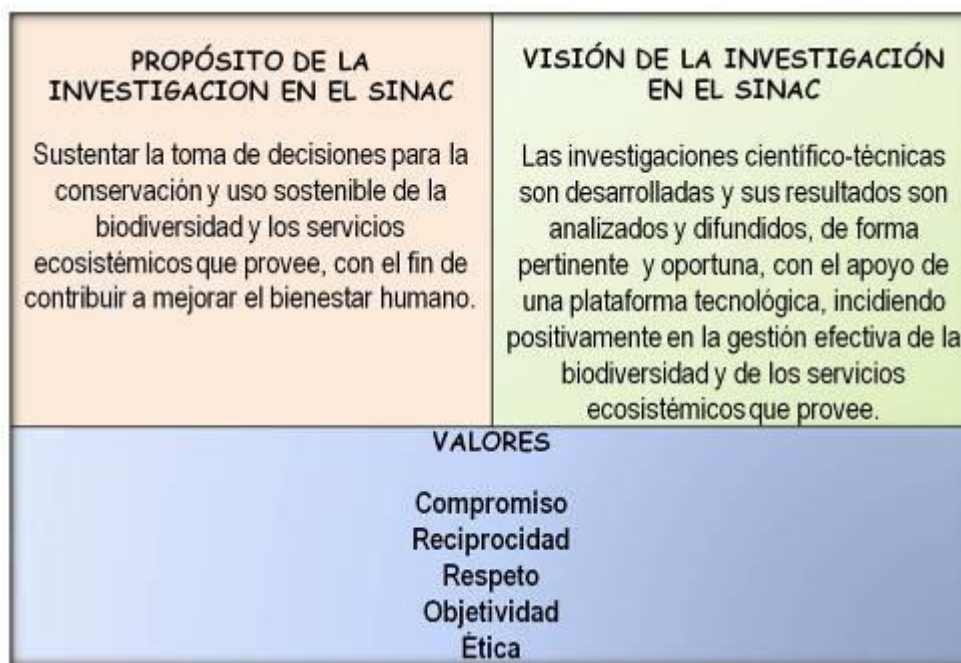 PROPÓSITO DE LA
INVESTIGACION EN EL SINAC
Sustentar la toma de decisiones para la
conservación y uso sostenible de la
biodiversidad y los servicios
ecosistémicos que provee, con el fin de
contribuir a mejorar el bienestar humano.
VISIÓN DE LA INVESTIGACIÓN
EN EL SINAC
Las investigaciones científico-técnicas
son desarrolladas y sus resultados son
analizados y difundidos, de forma
pertinente y oportuna, con el apoyo de
una plataforma tecnológica, incidiendo
positivamente en la gestión efectiva de la
biodiversidad y de los servicios
ecosistémicos que provee.
VALORES
Compromiso
Reciprocidad
Respeto
Objetividad
Ética